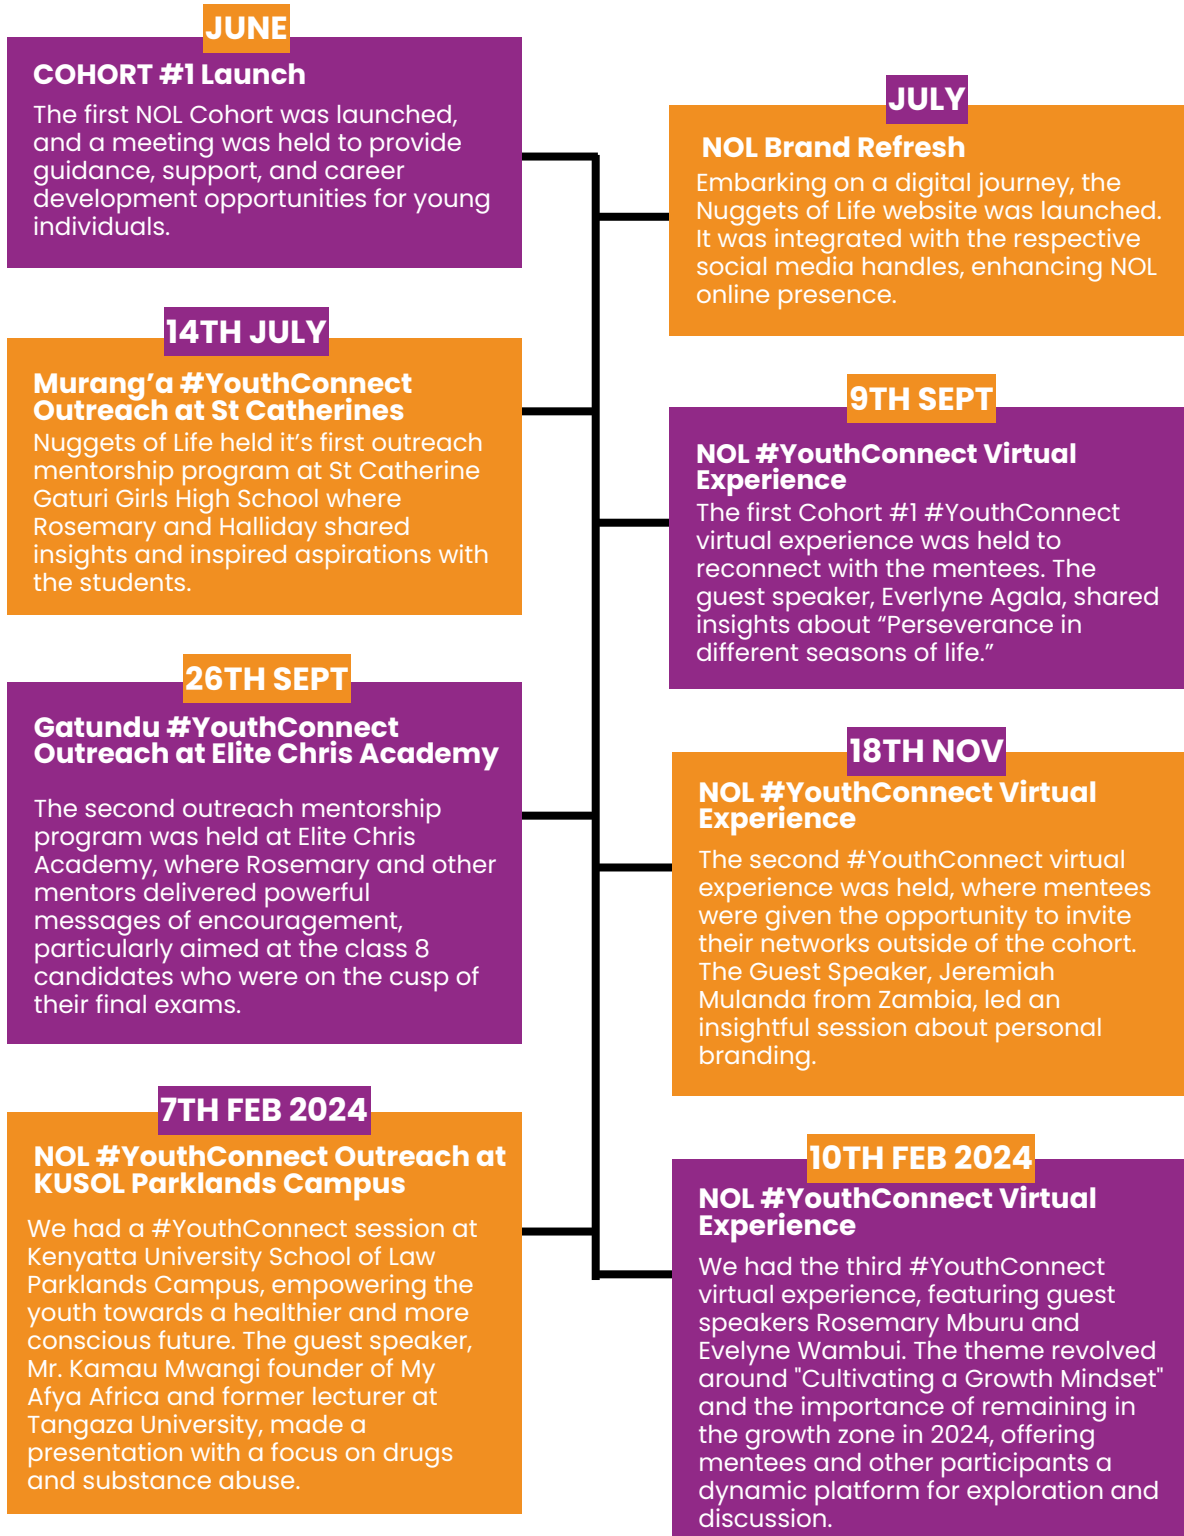 JUNE
COHORT #1 Launch
The first NOL Cohort was launched,
and a meeting was held to provide
guidance, support, and career
development opportunities for young
individuals.
JULY
NOL Brand Refresh
Embarking on a digital journey, the
Nuggets of Life website was launched.
It was integrated with the respective
social media handles, enhancing NOL
online presence.
14TH JULY
Murang’a #YouthConnect
Outreach at St Catherines
Nuggets of Life held it’s first outreach
mentorship program at St Catherine
Gaturi Girls High School where
Rosemary and Halliday shared
insights and inspired aspirations with
the students.
9TH SEPT
NOL #YouthConnect Virtual
Experience
The first Cohort #1 #YouthConnect
virtual experience was held to
reconnect with the mentees. The
guest speaker, Everlyne Agala, shared
insights about “Perseverance in
different seasons of life.”
26TH SEPT
Gatundu #YouthConnect
Outreach at Elite Chris Academy
The second outreach mentorship
program was held at Elite Chris
Academy, where Rosemary and other
mentors delivered powerful
messages of encouragement,
particularly aimed at the class 8
candidates who were on the cusp of
their final exams.
18TH NOV
NOL #YouthConnect Virtual
Experience
The second #YouthConnect virtual
experience was held, where mentees
were given the opportunity to invite
their networks outside of the cohort.
The Guest Speaker, Jeremiah
Mulanda from Zambia, led an
insightful session about personal
branding.
7TH FEB 2024
NOL #YouthConnect Outreach at
KUSOL Parklands Campus
We had a #YouthConnect session at
Kenyatta University School of Law
Parklands Campus, empowering the
youth towards a healthier and more
conscious future. The guest speaker,
Mr. Kamau Mwangi founder of My
Afya Africa and former lecturer at
Tangaza University, made a
presentation with a focus on drugs
and substance abuse.
10TH FEB 2024
NOL #YouthConnect Virtual
Experience
We had the third #YouthConnect
virtual experience, featuring guest
speakers Rosemary Mburu and
Evelyne Wambui. The theme revolved
around "Cultivating a Growth Mindset"
and the importance of remaining in
the growth zone in 2024, offering
mentees and other participants a
dynamic platform for exploration and
discussion.